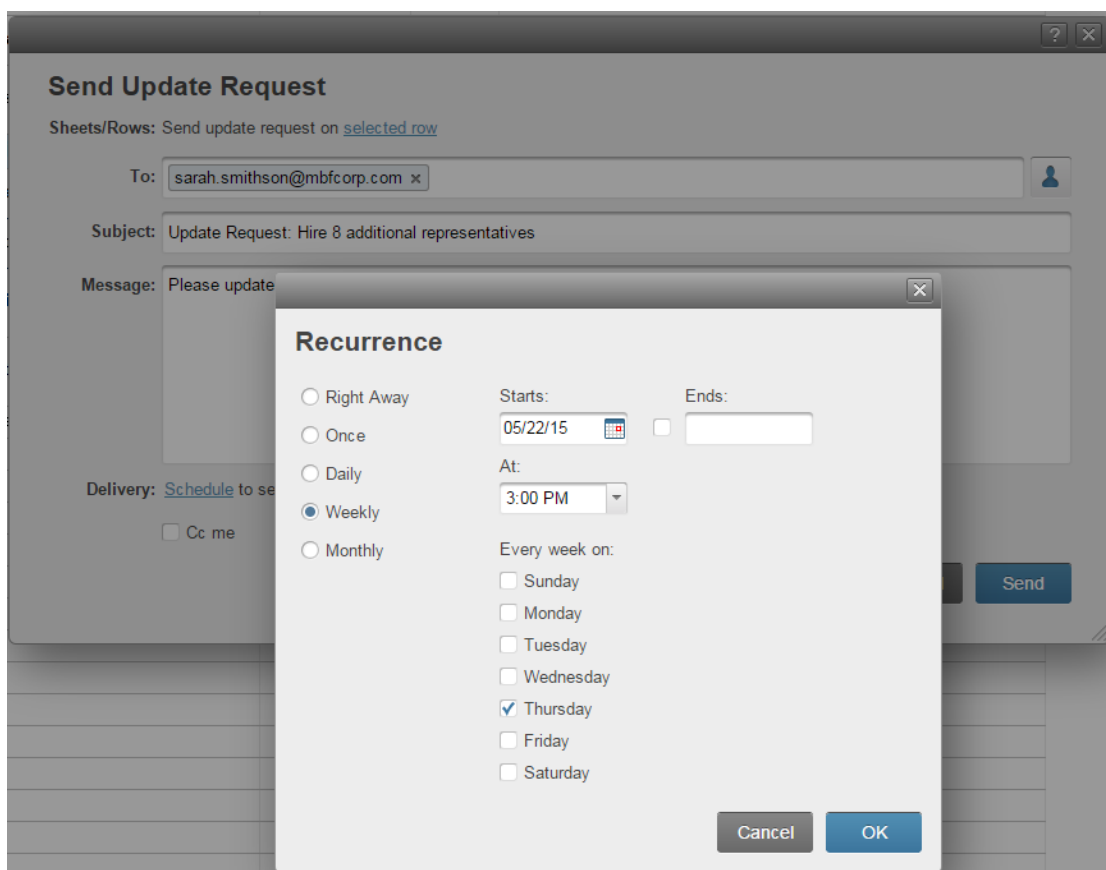 Send Update Request
Sheets/Rows: Send update request on selected row
To: sarah.smithson@mbfcorp.com ×
Subject: Update Request: Hire 8 additional representatives
Message: Please update
Delivery: Schedule to se
Cc me
Send
Recurrence
Right Away
Once
Daily
Weekly
Monthly
Starts:
05/22/15
Ends:
At:
3:00 PM
Every week on:
Sunday
Monday
Tuesday
Wednesday
Thursday
Friday
Saturday
Cancel
OK